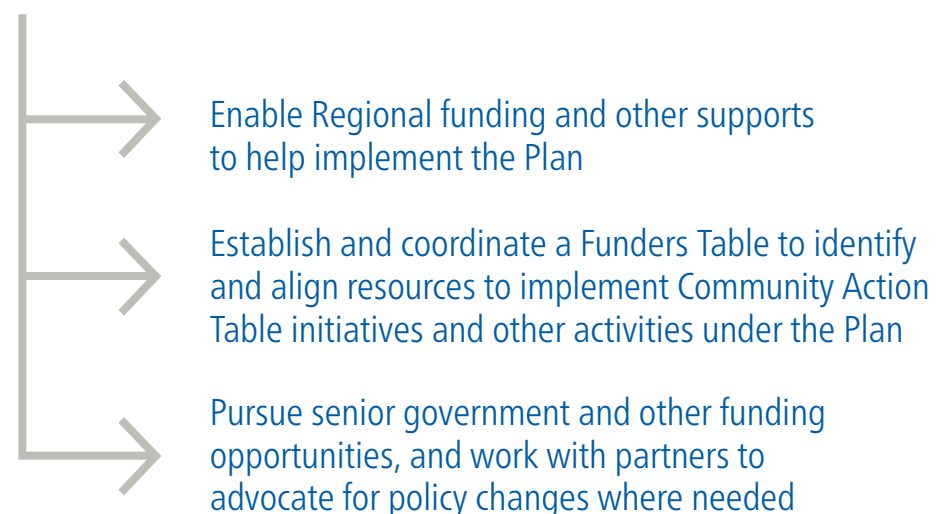 Enable Regional funding and other supports
to help implement the Plan
Establish and coordinate a Funders Table to identify
and align resources to implement Community Action
Table initiatives and other activities under the Plan
Pursue senior government and other funding
opportunities, and work with partners to
advocate for policy changes where needed